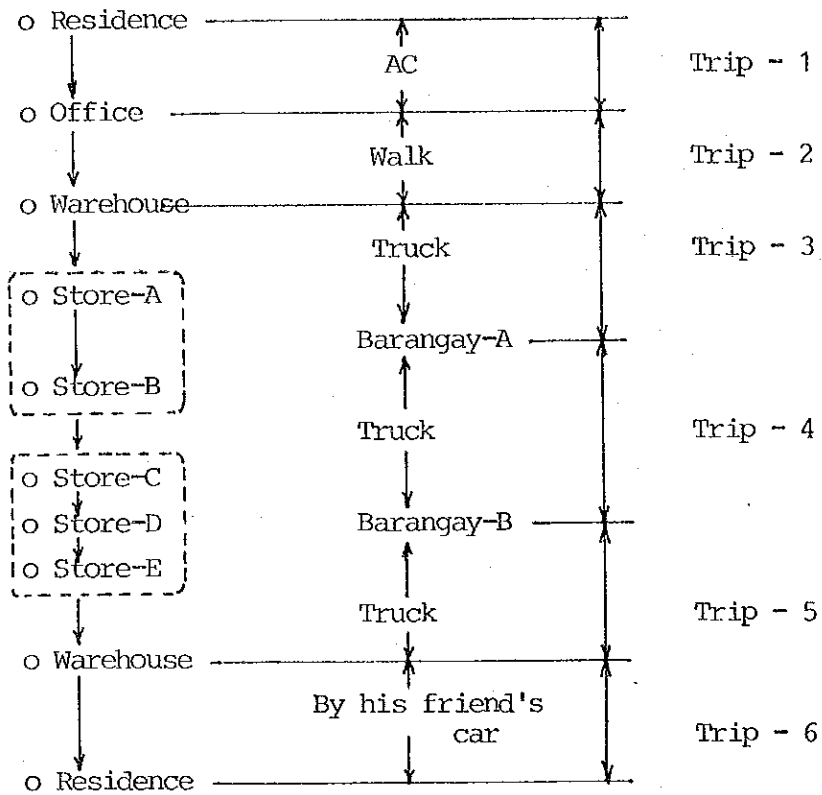 o Residence
AC
Trip - 1
o Office
Walk
Trip - 2
o Warehouse
Truck
Trip - 3
o Store-A
Barangay-A
o Store-B
Truck
Trip - 4
o Store-C
o Store-D
Barangay-B
o Store-E
Truck
Trip - 5
o Warehouse
By his friend's
car
Trip - 6
o Residence